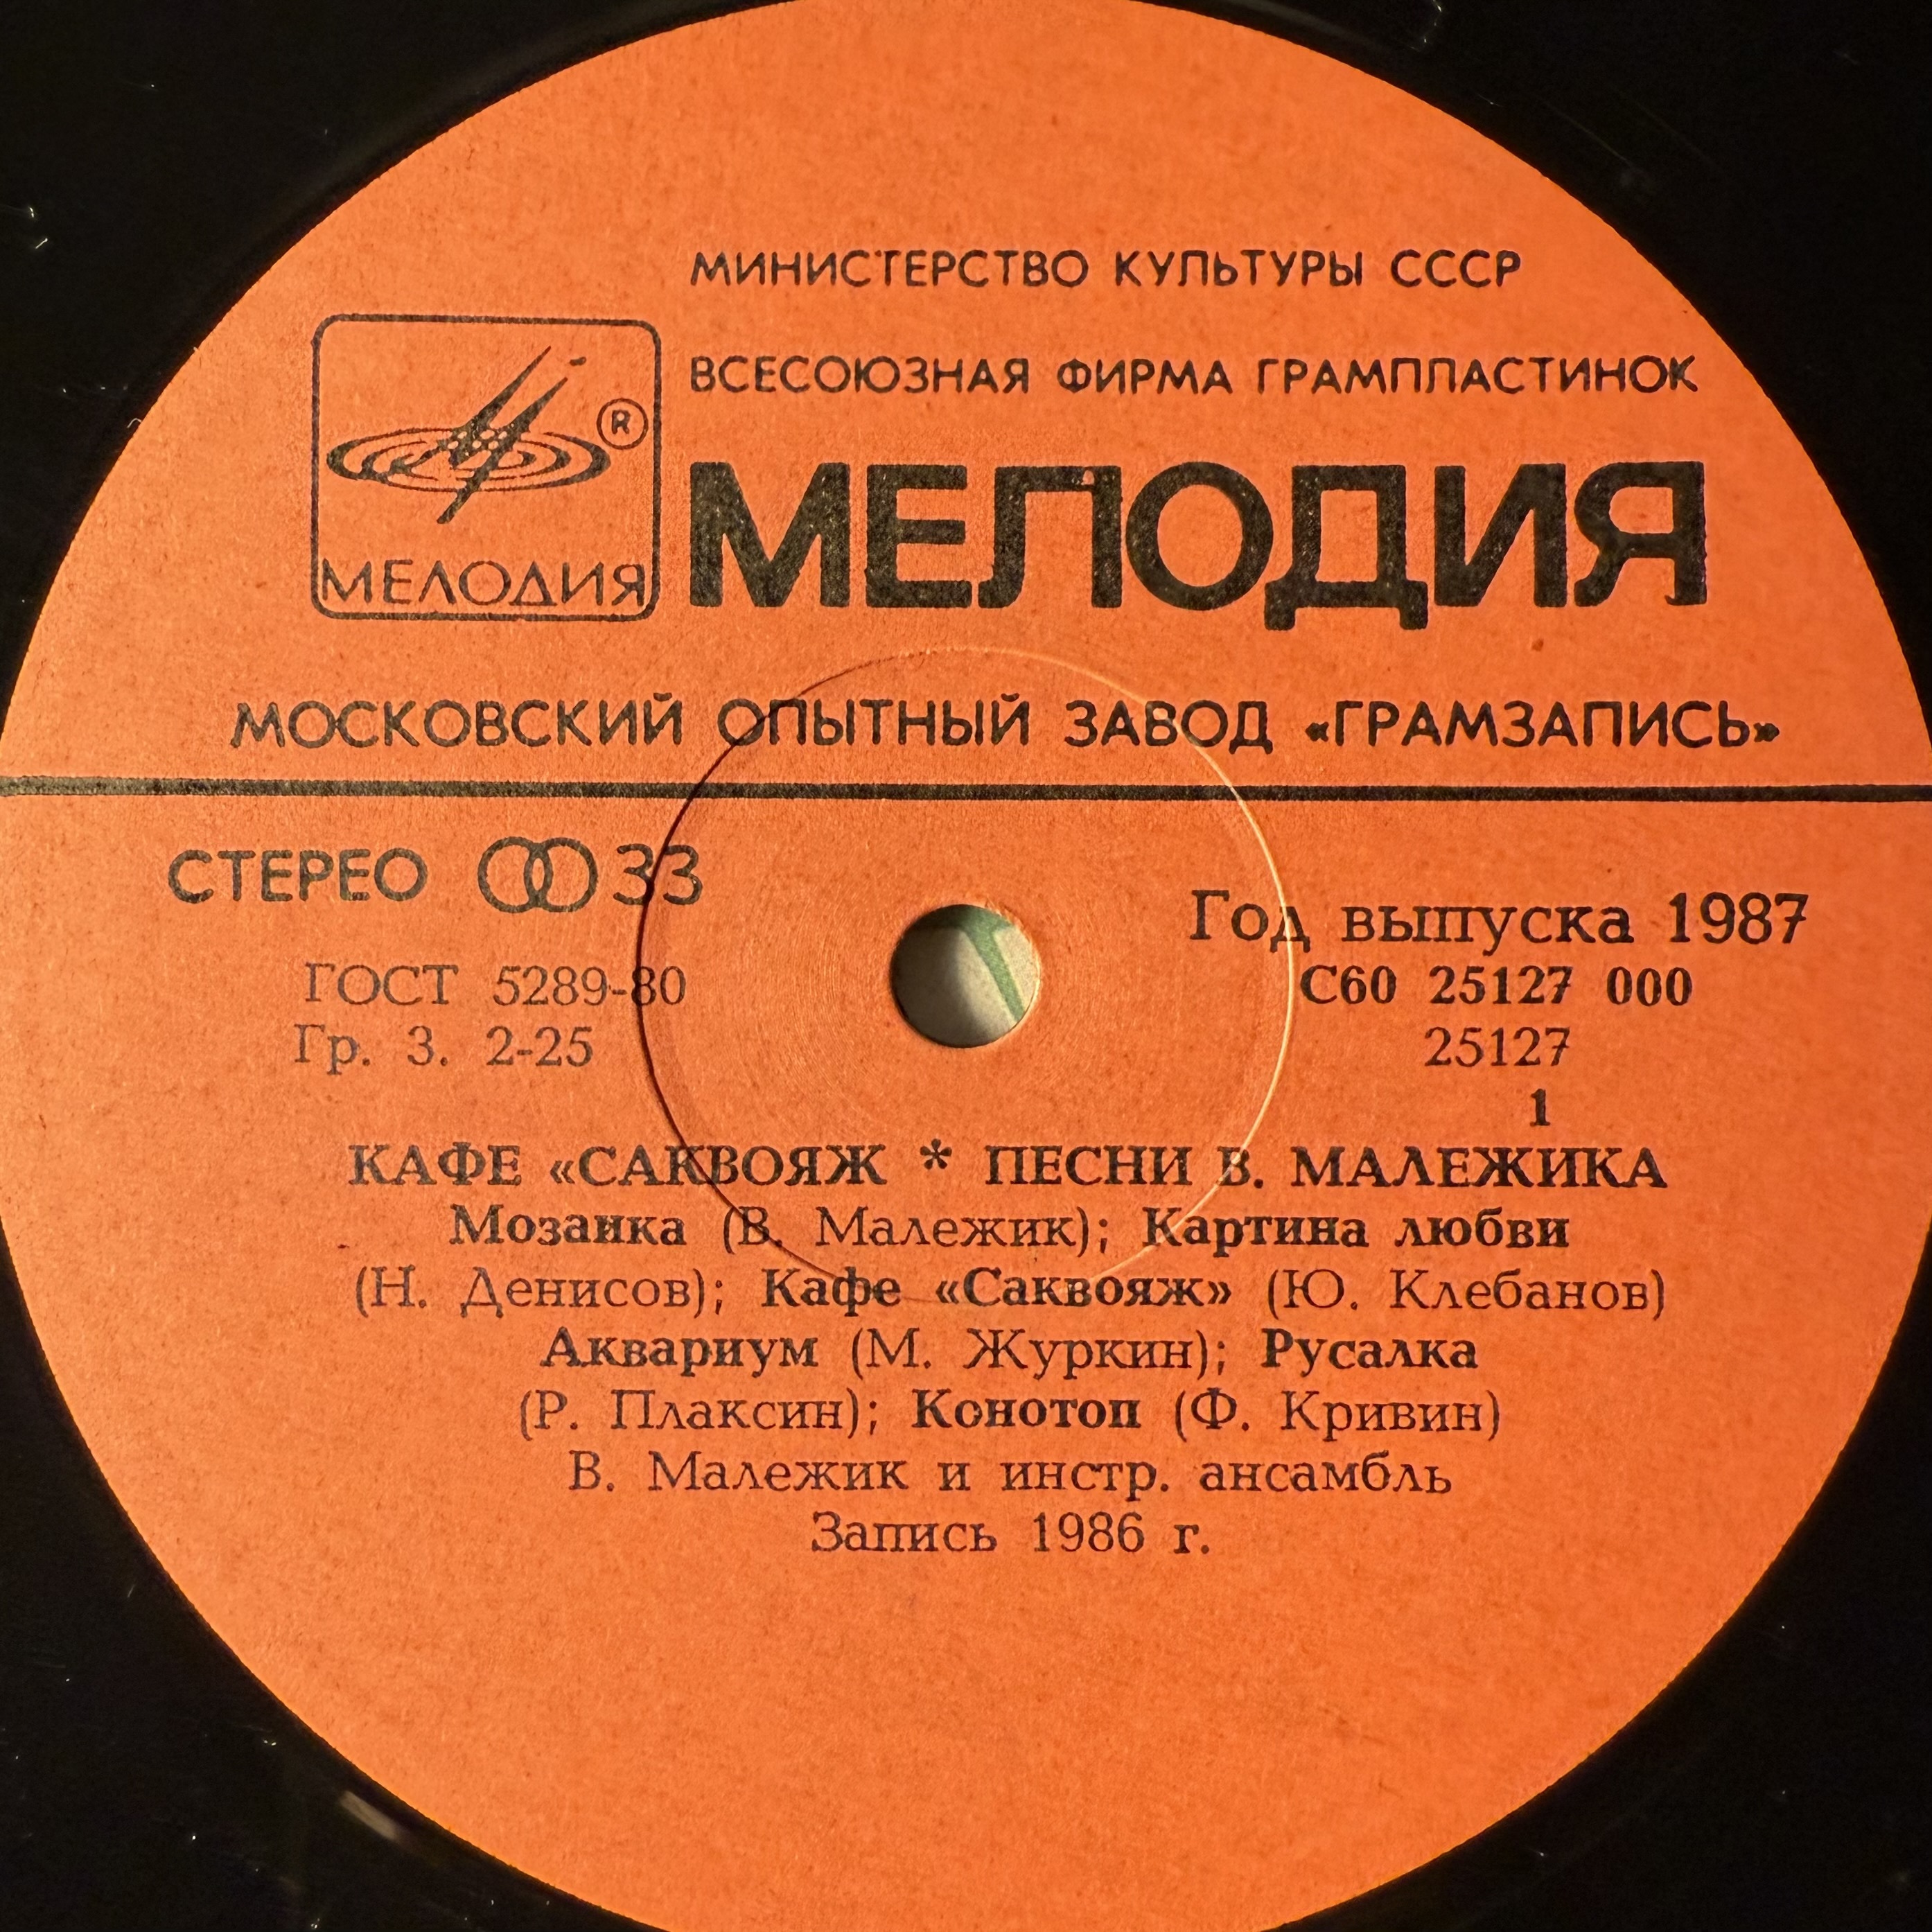 МИНИСТЕРСТВО КУЛЬТУРЫ СССР
ВСЕСОЮЗНАЯ ФИРМА ГРАМПЛАСТИНОК
®
МЕЛОДИЯ
МЕЛОДИЯ
МОСКОВСКИЙ ОПЫТНЫЙ ЗАВОД «ГРАМЗАПИСЬ»
СТЕРЕО 33
Год выпуска 1987
ГОСТ 5289-80
С60 25127 000
Гр. 3. 2-25
25127
1
КАФЕ «САКВОЯЖ * ПЕСНИ В. МАЛЕЖИКА
Мозаика (В. Малежик); Картина любви
(Н. Денисов); Кафе «Саквояж» (Ю. Клебанов)
Аквариум (М. Журкин); Русалка
(Р. Плаксин); Конотоп (Ф. Кривин)
В. Малежик и инстр. ансамбль
Запись 1986 г.